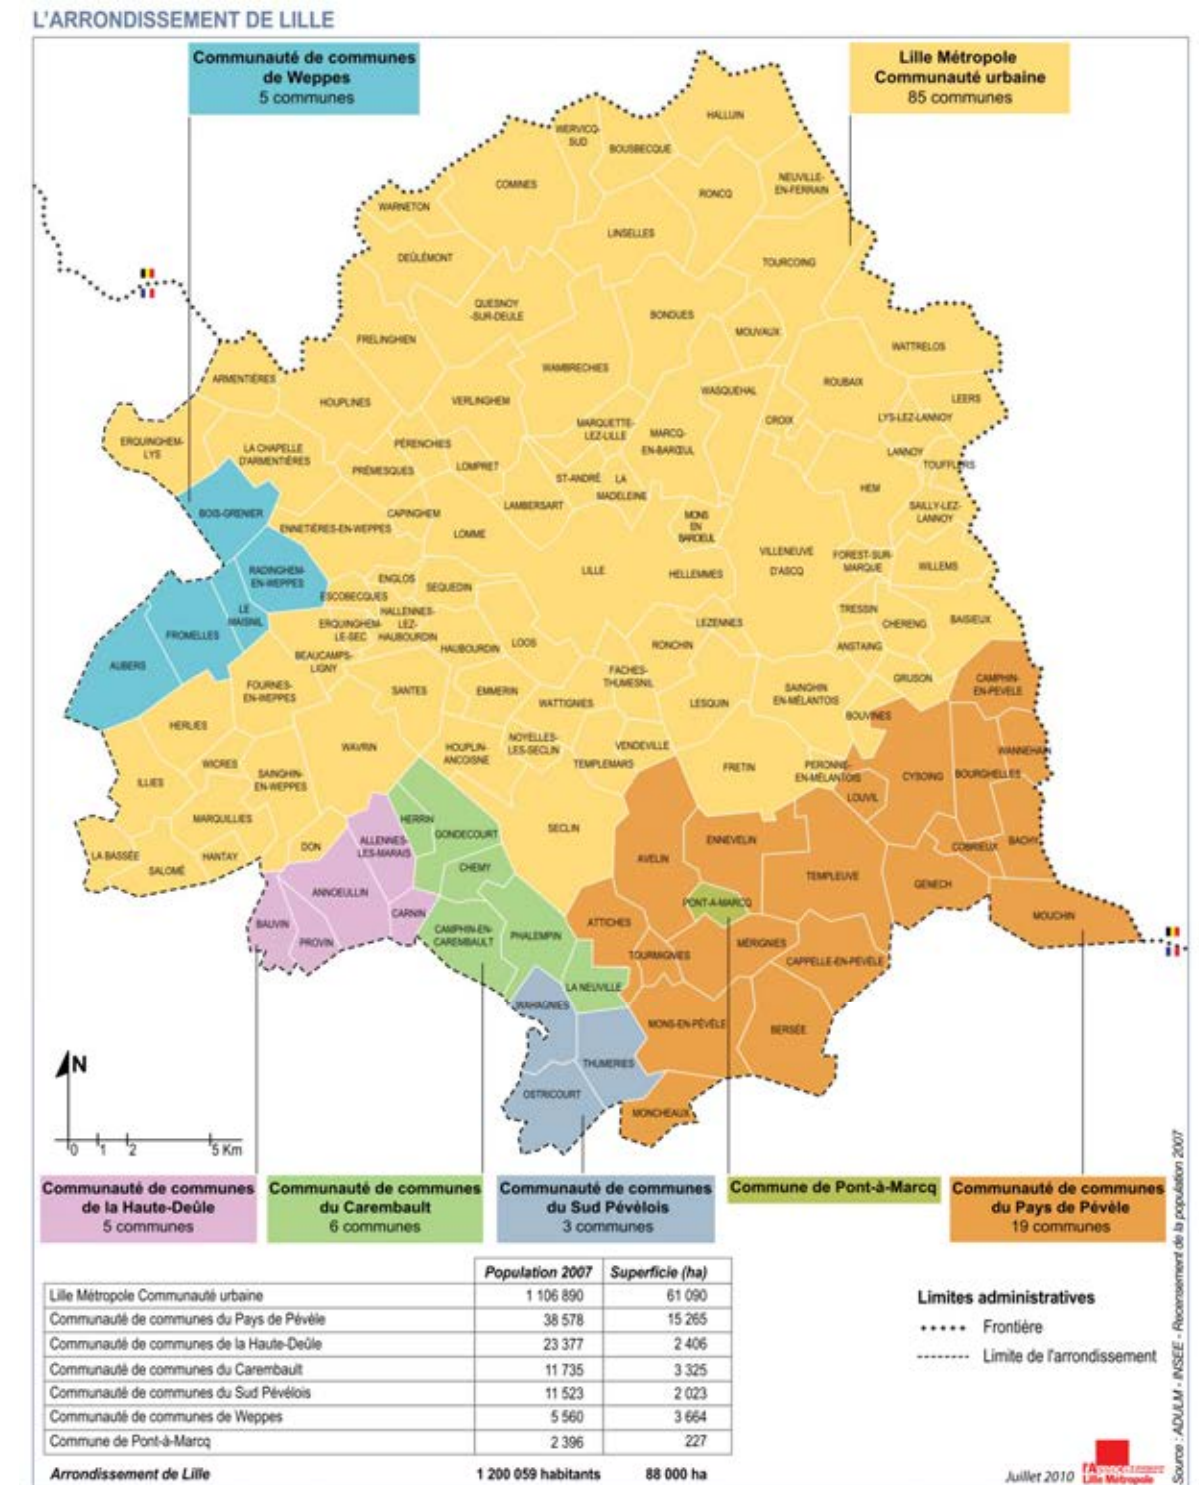 L'ARRONDISSEMENT DE LILLE
Communauté de communes
de Weppes
5 communes
Lille Métropole
Communauté urbaine
85 communes
HALLUIN
WERVICQ-
SUD
BOUSBECQUE
COMINES
RONCQ
NEUVILLE-
EN-FERRAIN
WARNETON
LINSELLES
DEÛLÉMONT
TOURCOING
QUESNOY
-SUR-DEULE
BONDUES
MOUVAUX
FRELINGHIEN
WATTRELOS
WAMBRECHIES
ARMENTIÈRES
ROUBAIX
WASQUEHAL
HOUPLINES
VERLINGHEM
LEERS
CROIX
LYS-LEZ-LANNOY
MARQUETTE-
LEZ-LILLE
MARCQ-
EN-BARŒUL
ERQUINGHEM-
LYS
LA CHAPELLE
D'ARMENTIÈRES
PÉRENCHIES
LANNOY
PRÉMESQUES
LOMPRET
TOUFFLERS
ST-ANDRÉ
LA
MADELEINE
HEM
LAMBERSART
SAILLY-LEZ-
LANNOY
BOIS-GRENIER
CAPINGHEM
MONS
EN
BAROEUL
ENNETIÈRES-EN-WEPPES
LOMME
VILLENEUVE
D'ASCQ
FOREST-SUR-
MARQUE
WILLEMS
RADINGHEM-
EN-WEPPES
LILLE
HELLEMMES
ENGLOS
SEQUEDIN
ESCOBECQUES
LE
MAISNIL
HALLENNES-
LEZ-
HAUBOURDIN
ERQUINGHEM-
LE-SEC
TRESSIN
CHERENG
BAISIEUX
LEZENNES
FROMELLES
HAUBOURDIN
LOOS
RONCHIN
ANSTAING
BEAUCAMPS-
LIGNY
AUBERS
FACHES-
THUMESNIL
GRUSON
CAMPHIN-
EN-PEVELE
FOURNES-
EN-WEPPES
SANTES
EMMERIN
WATTIGNIES
LESQUIN
SAINGHIN
EN-MÉLANTOIS
BOUVINES
HERLIES
WAVRIN
HOUPLIN-
ANCOISNE
NOYELLES-
LES-SECLIN
VENDEVILLE
WANNEHAIN
WICRES
TEMPLEMARS
FRETIN
PERONNE-
EN-MÉLANTOIS
CYSOING
BOURGHELLES
ILLIES
SAINGHIN-
EN-WEPPES
LOUVIL
MARQUILLIES
HERRIN
GONDECOURT
SECLIN
ALLENNES-
LES-MARAIS
ENNEVELIN
COBRIEUX
BACHY
LA BASSÉE
HANTAY
DON
SALOMÉ
CHEMY
AVELIN
TEMPLEUVE
GENECH
ANNOEULLIN
PONT-A-MARCQ
CARNIN
MOUCHIN
BAUVIN
PROVIN
CAMPHIN-EN-
CAREMBAULT
PHALEMPIN
ATTICHES
TOURMIGNIES
MÉRIGNIES
CAPPELLE-EN-PÉVÈLE
LA NEUVILLE
WAHAGNIES
MONS-EN-PÉVÈLE
BERSÉE
THUMERIES
OSTRICOURT
MONCHEAUX
N
0 1 2 5 Km
Communauté de communes
de la Haute-Deûle
5 communes
Communauté de communes
du Carembault
6 communes
Communauté de communes
du Sud Pévèlois
3 communes
Commune de Pont-à-Marcq
Communauté de communes
du Pays de Pévèle
19 communes
Population 2007 Superficie (ha)
Lille Métropole Communauté urbaine 1 106 890 61 090
Communauté de communes du Pays de Pévèle 38 578 15 265
Communauté de communes de la Haute-Deûle 23 377 2 406
Communauté de communes du Carembault 11 735 3 325
Communauté de communes du Sud Pévélois 11 523 2 023
Communauté de communes de Weppes 5 560 3 664
Commune de Pont-à-Marcq 2 396 227
Arrondissement de Lille 1 200 059 habitants 88 000 ha
Limites administratives
Frontière
Limite de l'arrondissement
Juillet 2010
Lille Métropole
Source : ADULM - INSEE - Recensement de la population 2007